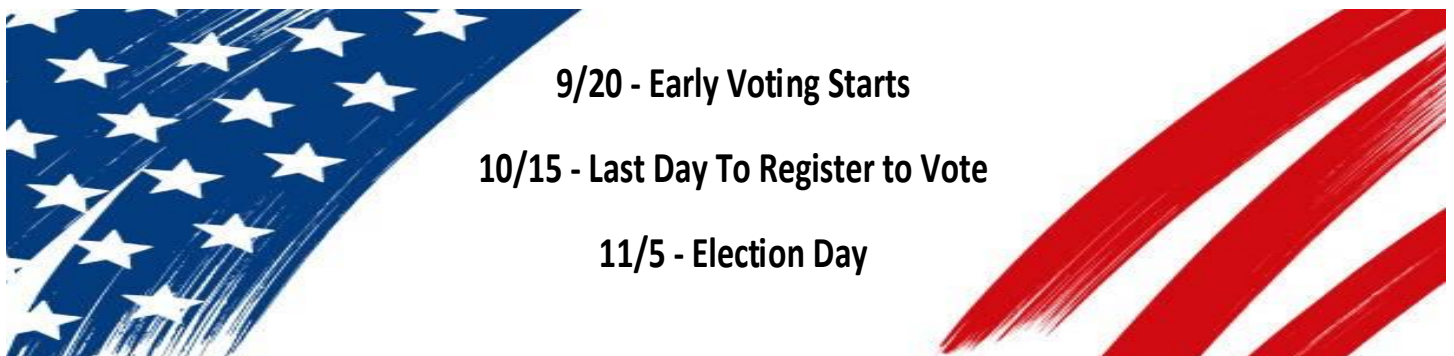 9/20 - Early Voting Starts
10/15 - Last Day To Register to Vote
11/5 - Election Day